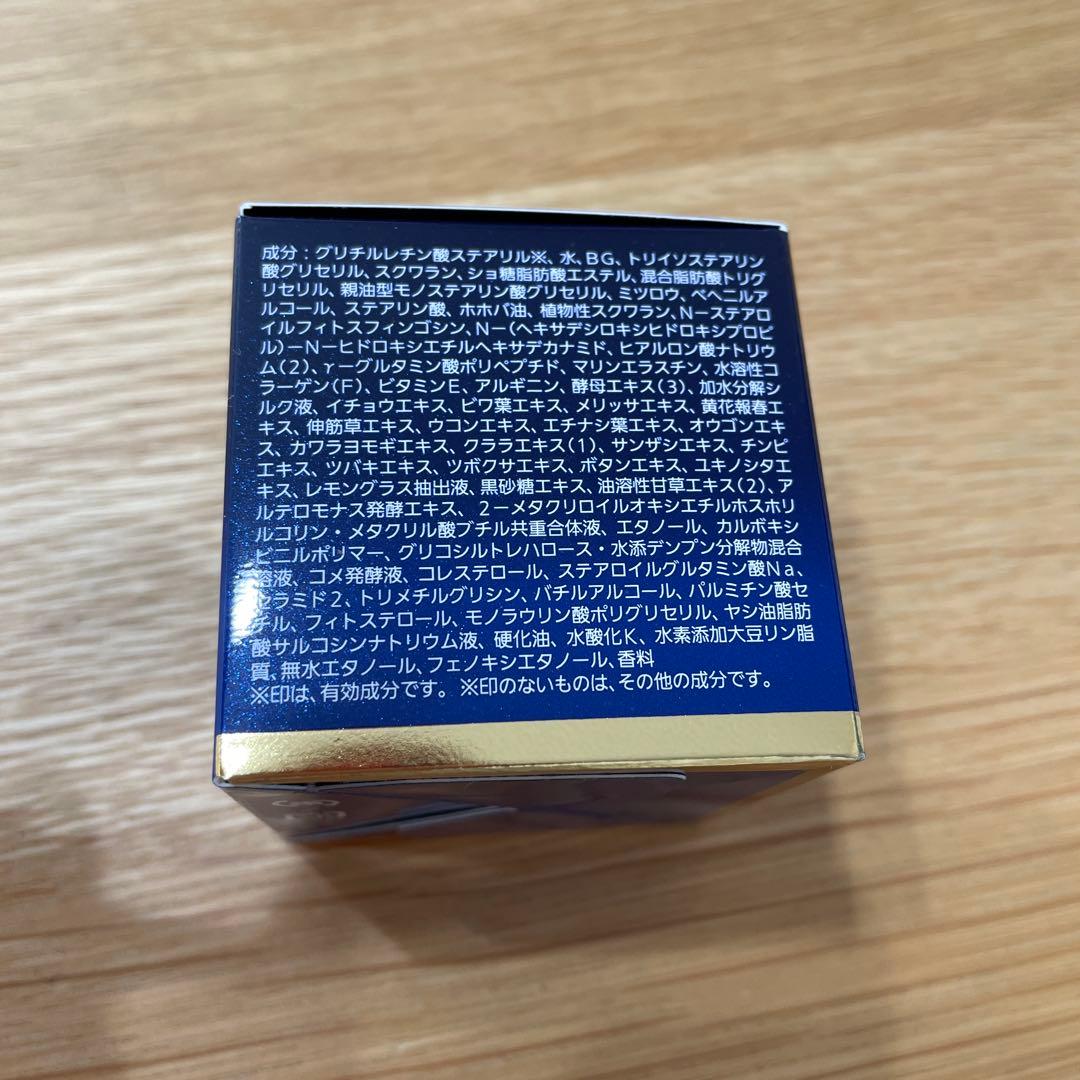 成分：グリチルレチン酸ステアリル※、水、BG、トリイソステアリン
酸グリセリル、スクワラン、ショ糖脂肪酸エステル、混合脂肪酸トリグ
リセリル、親油型モノステアリン酸グリセリル、ミツロウ、ベヘニルア
ルコール、ステアリン酸、ホホバ油、植物性スクワラン、N－ステアロ
イルフィトスフィンゴシン、N－（ヘキサデシロキシヒドロキシプロピ
ル）－N－ヒドロキシエチルヘキサデカナミド、ヒアルロン酸ナトリウ
ム（2）、r－グルタミン酸ポリペプチド、マリンエラスチン、水溶性コ
ラーゲン（F）、ビタミンE、アルギニン、酵母エキス（3）、加水分解シ
ルク液、イチョウエキス、ビワ葉エキス、メリッサエキス、黄花報春エ
キス、伸筋草エキス、ウコンエキス、エチナシ葉エキス、オウゴンエキ
ス、カワラヨモギエキス、クララエキス（1）、サンザシエキス、チンピ
エキス、ツバキエキス、ツボクサエキス、ボタンエキス、ユキノシタエ
キス、レモングラス抽出液、黒砂糖エキス、油溶性甘草エキス（2）、ア
ルテロモナス発酵エキス、2－メタクリロイルオキシエチルホスホリ
ルコリン・メタクリル酸ブチル共重合体液、エタノール、カルボキシ
ビニルポリマー、グリコシルトレハロース・水添デンプン分解物混合
溶液、コメ発酵液、コレステロール、ステアロイルグルタミン酸Na、
セラミド2、トリメチルグリシン、バチルアルコール、パルミチン酸セ
チル、フィトステロール、モノラウリン酸ポリグリセリル、ヤシ油脂肪
酸サルコシンナトリウム液、硬化油、水酸化K、水素添加大豆リン脂
質、無水エタノール、フェノキシエタノール、香料
※印は、有効成分です。※印のないものは、その他の成分です。